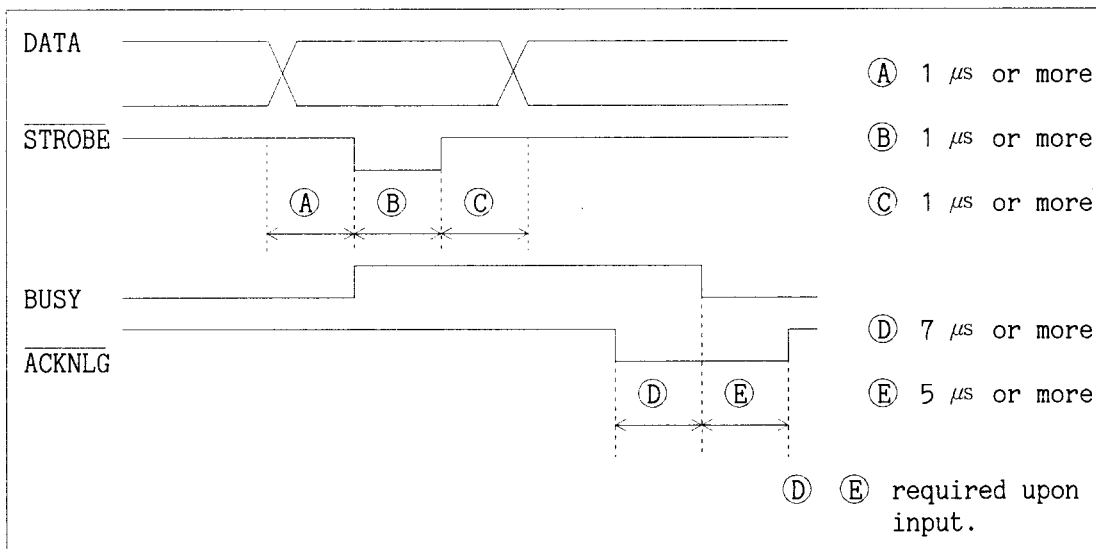 DATA
Ⓐ 1 μs or more
STROBE
Ⓑ 1 μs or more
Ⓐ Ⓑ Ⓒ
Ⓒ 1 μs or more
BUSY
ACKNLG
Ⓓ 7 μs or more
Ⓓ Ⓔ
Ⓔ 5 μs or more
Ⓓ Ⓔ required upon
input.